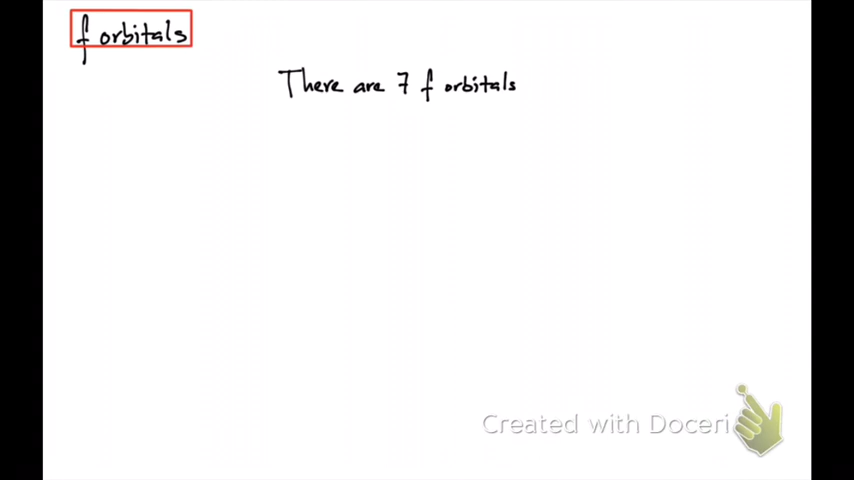 f orbitals
There are 7 f orbitals
Created with Doceri